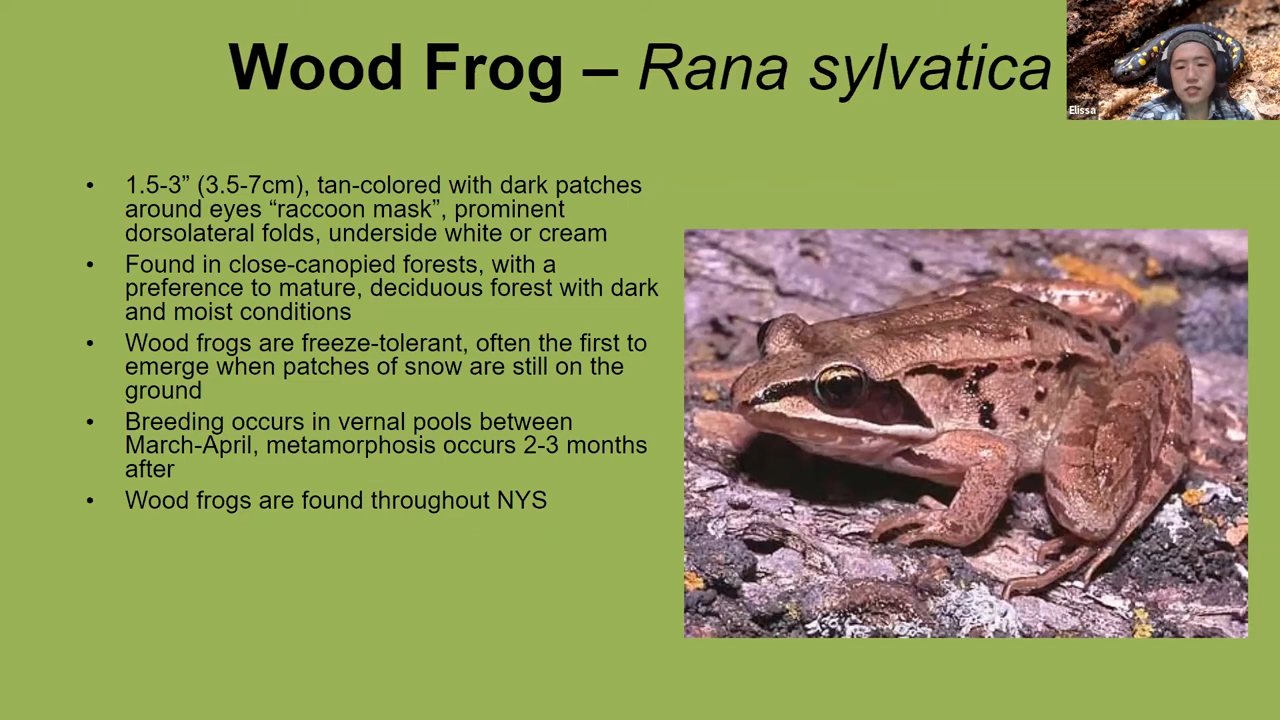 Wood Frog – Rana sylvatica
Elissa
• 1.5-3” (3.5-7cm), tan-colored with dark patches
around eyes “raccoon mask”, prominent
dorsolateral folds, underside white or cream
• Found in close-canopied forests, with a
preference to mature, deciduous forest with dark
and moist conditions
• Wood frogs are freeze-tolerant, often the first to
emerge when patches of snow are still on the
ground
• Breeding occurs in vernal pools between
March-April, metamorphosis occurs 2-3 months
after
• Wood frogs are found throughout NYS